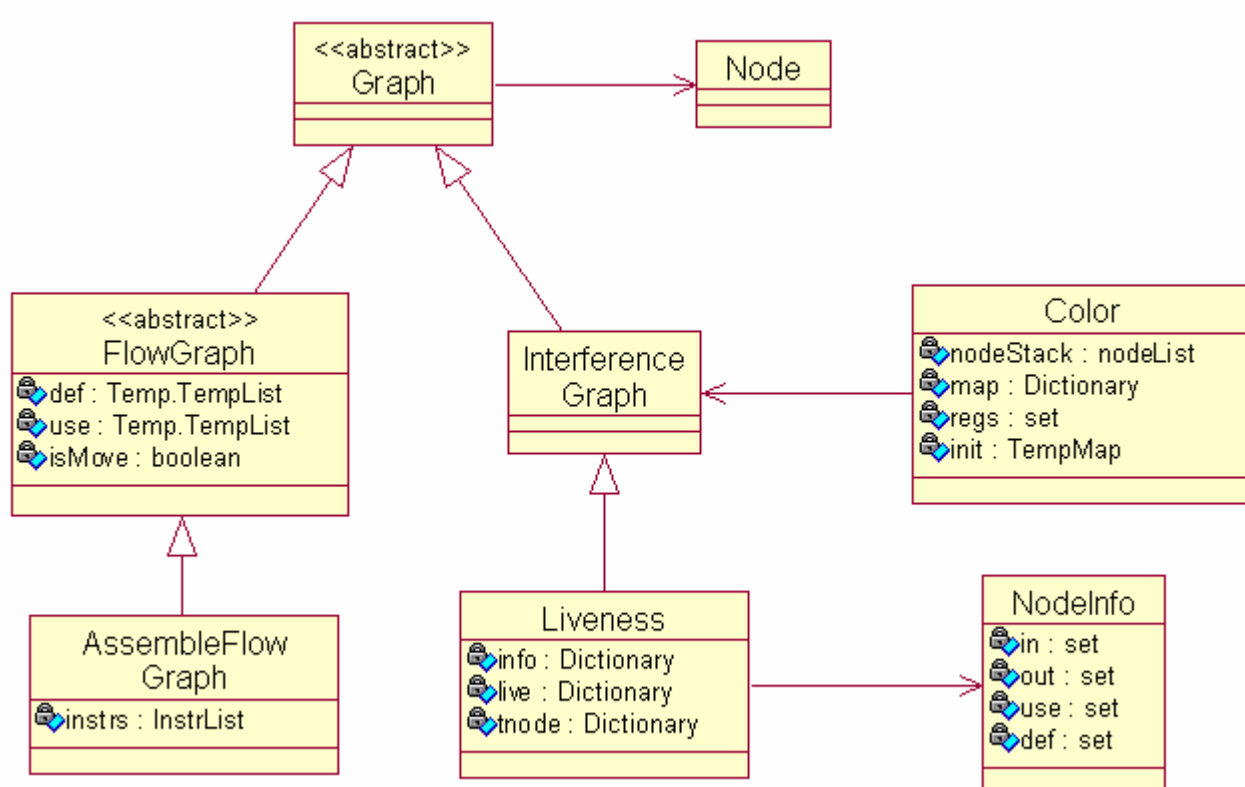 <<abstract>>
Graph
Node
<<abstract>>
FlowGraph
def : Temp.TempList
use : Temp.TempList
isMove : boolean
Interference
Graph
Color
nodeStack : nodeList
map : Dictionary
regs : set
init : TempMap
AssembleFlow
Graph
instrs : InstrList
Liveness
info : Dictionary
live : Dictionary
tnode : Dictionary
NodeInfo
in : set
out : set
use : set
def : set